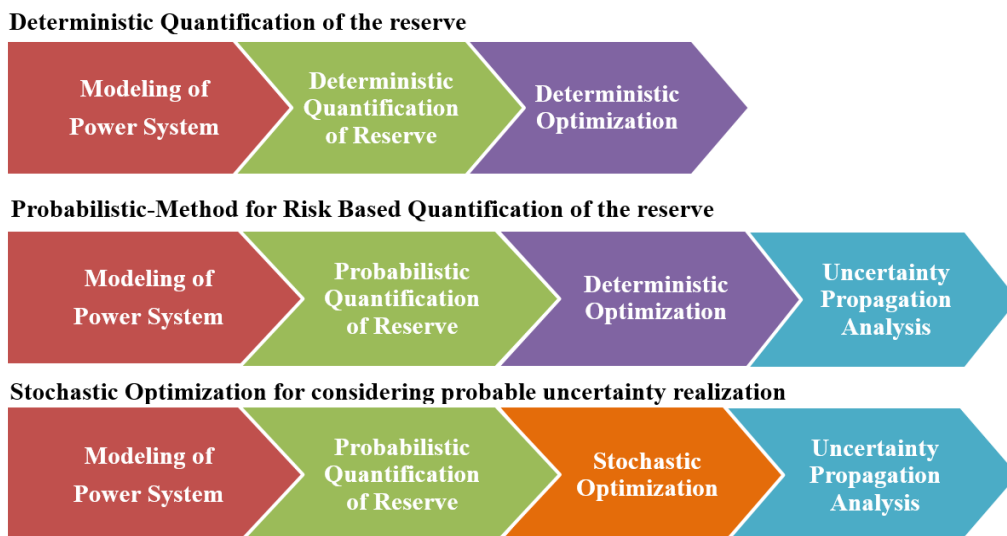 Deterministic Quantification of the reserve
Modeling of
Power System
Deterministic
Quantification
of Reserve
Deterministic
Optimization
Probabilistic-Method for Risk Based Quantification of the reserve
Modeling of
Power System
Probabilistic
Quantification
of Reserve
Deterministic
Optimization
Uncertainty
Propagation
Analysis
Stochastic Optimization for considering probable uncertainty realization
Modeling of
Power System
Probabilistic
Quantification
of Reserve
Stochastic
Optimization
Uncertainty
Propagation
Analysis